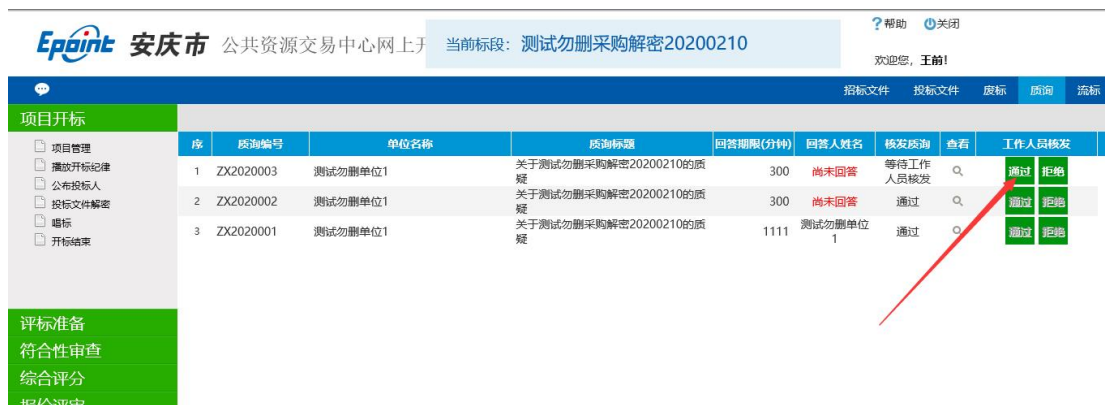 ?帮助 关闭
Epoint 安庆市 公共资源交易中心网上开 当前标段：测试勿删采购解密20200210
欢迎您，王前!
招标文件 投标文件 废标 质询 流标
项目开标
项目管理
播放开标纪律
公布投标人
投标文件解密
唱标
开标结束
序 质询编号 单位名称 质询标题 回答期限(分钟) 回答人姓名 核发质询 查看 工作人员核发
1 ZX2020003 测试勿删单位1 关于测试勿删采购解密20200210的质疑 300 尚未回答 等待工作人员核发 通过 拒绝
2 ZX2020002 测试勿删单位1 关于测试勿删采购解密20200210的质疑 300 尚未回答 通过 通过 拒绝
3 ZX2020001 测试勿删单位1 关于测试勿删采购解密20200210的质疑 1111 测试勿删单位1 通过 通过 拒绝
评标准备
符合性审查
综合评分
报价评审